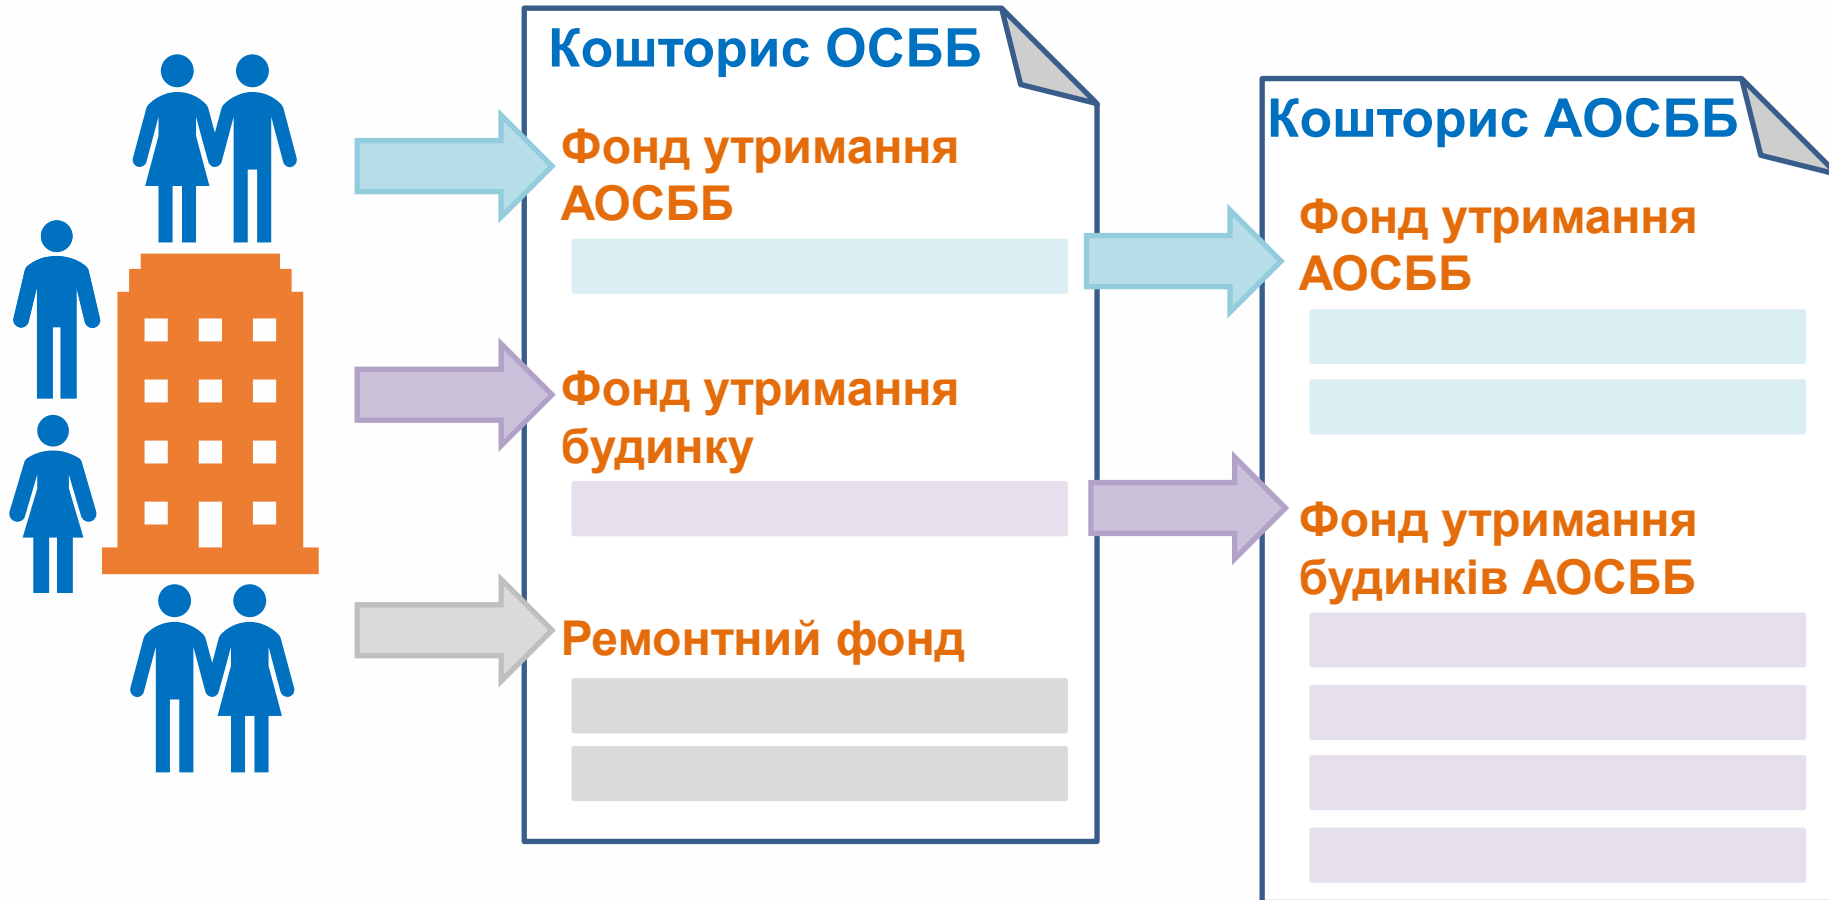 Кошторис ОСББ
Фонд утримання
АОСББ
Фонд утримання
будинку
Ремонтний фонд
Кошторис АОСББ
Фонд утримання
АОСББ
Фонд утримання
будинків АОСББ